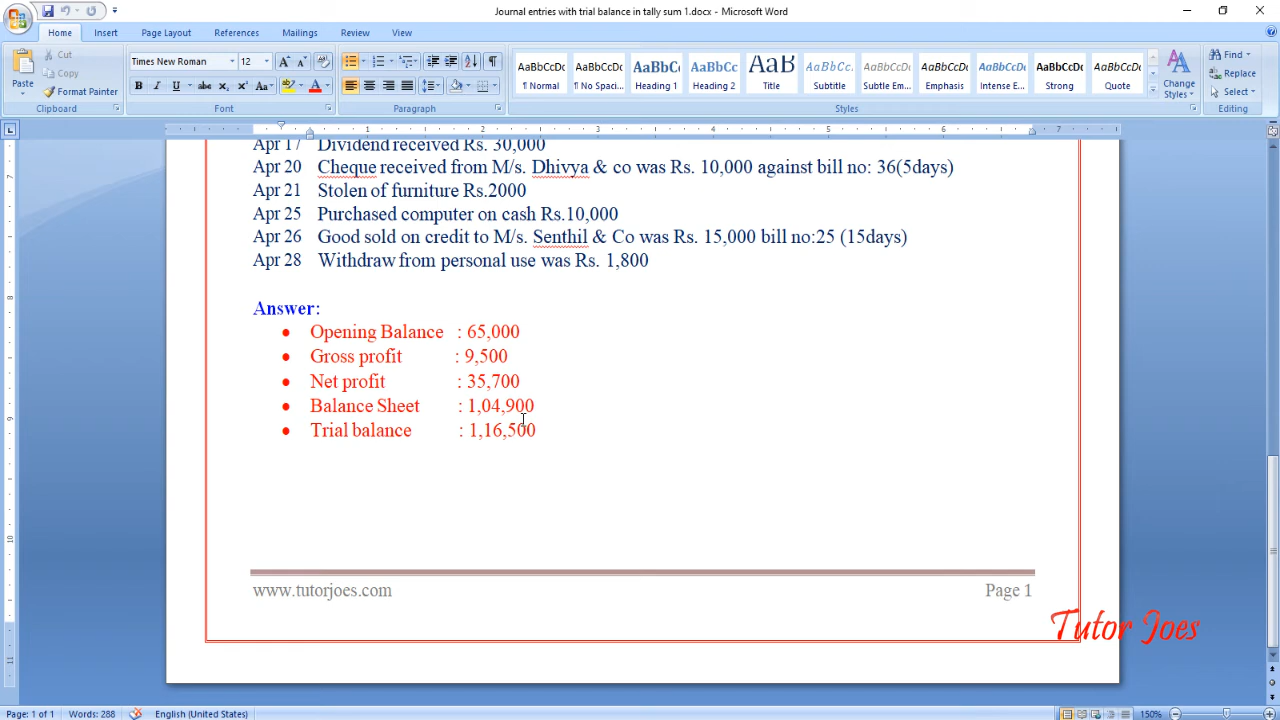 Journal entries with trial balance in tally sum 1.docx - Microsoft Word
Home Insert Page Layout References Mailings Review View
Paste
Cut
Copy
Format Painter
Clipboard
Times New Roman 12
Font
Paragraph
AaBbCcDc AaBbCcDc AaBbC AaBbCc AaB AaBbCc. AaBbCcDc AaBbCcDc AaBbCcDc AaBbCcDc AaBbCcDc
¶ Normal ¶ No Spaci... Heading 1 Heading 2 Title Subtitle Subtle Em... Emphasis Intense E... Strong Quote
Change Styles
Styles
Find
Replace
Select
Editing
1 2 3 4 5 6 7
Apr 17 Dividend received Rs. 30,000
Apr 20 Cheque received from M/s. Dhivya & co was Rs. 10,000 against bill no: 36(5days)
Apr 21 Stolen of furniture Rs.2000
Apr 25 Purchased computer on cash Rs.10,000
Apr 26 Good sold on credit to M/s. Senthil & Co was Rs. 15,000 bill no:25 (15days)
Apr 28 Withdraw from personal use was Rs. 1,800
Answer:
• Opening Balance : 65,000
• Gross profit : 9,500
• Net profit : 35,700
• Balance Sheet : 1,04,900
• Trial balance : 1,16,500
www.tutorjoes.com Page 1
Tutor Joes
Page: 1 of 1 Words: 288 English (United States) 150%